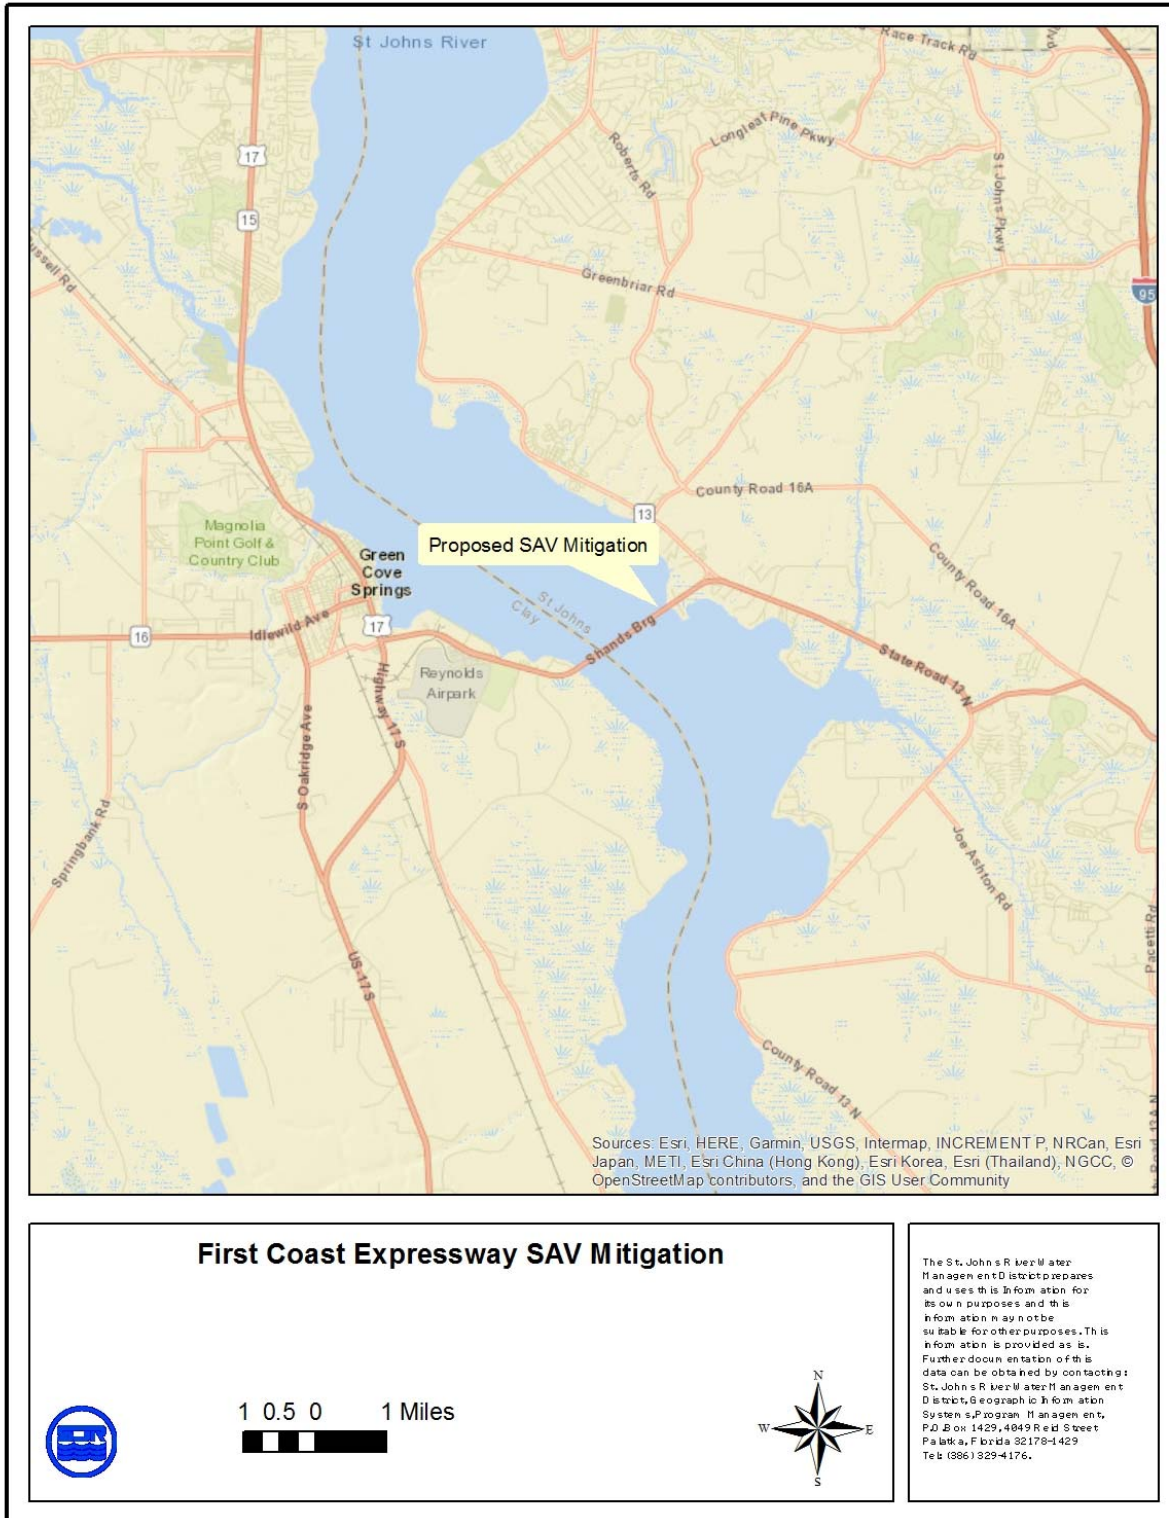 St Johns River
Race Track Rd
Blvd
17
Longleaf Pine Pkwy
Roberts Rd
15
St Johns Pkwy
Russell Rd
Greenbriar Rd
95
County Road 16A
13
Magnolia
Point Golf &
Country Club
Proposed SAV Mitigation
Green
Cove
Springs
County Road 16A
St Johns
Clay
17
16
Idlewild Ave
Shands Brg
State Road 13 N
Reynolds
Airpark
Highway 17 S
S Oakridge Ave
Springbank Rd
Joe Ashton Rd
Pacetti Rd
US 17 S
County Road 13 N
Sources: Esri, HERE, Garmin, USGS, Intermap, INCREMENT P, NRCan, Esri
Japan, METI, Esri China (Hong Kong), Esri Korea, Esri (Thailand), NGCC, ©
OpenStreetMap contributors, and the GIS User Community
First Coast Expressway SAV Mitigation
1 0.5 0 1 Miles
N
W E
S
The St. Johns River Water
Management District prepares
and uses this Information for
its own purposes and this
information may not be
suitable for other purposes. This
information is provided as is.
Further documentation of this
data can be obtained by contacting:
St. Johns River Water Management
District, Geographic Information
Systems, Program Management,
P.O. Box 1429, 4049 Reid Street
Palatka, Florida 32178-1429
Tel: (386) 329-4176.